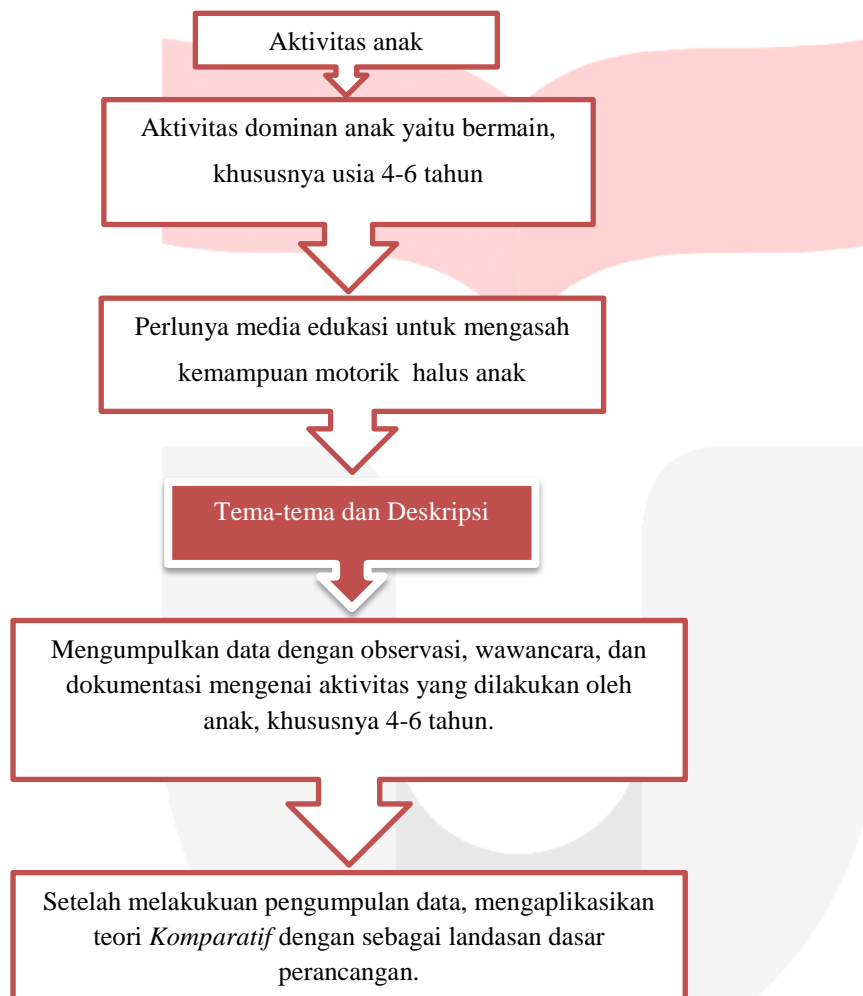 Aktivitas anak
Aktivitas dominan anak yaitu bermain,
khususnya usia 4-6 tahun
Perlunya media edukasi untuk mengasah
kemampuan motorik halus anak
Tema-tema dan Deskripsi
Mengumpulkan data dengan observasi, wawancara, dan
dokumentasi mengenai aktivitas yang dilakukan oleh
anak, khususnya 4-6 tahun.
Setelah melakukuan pengumpulan data, mengaplikasikan
teori Komparatif dengan sebagai landasan dasar
perancangan.